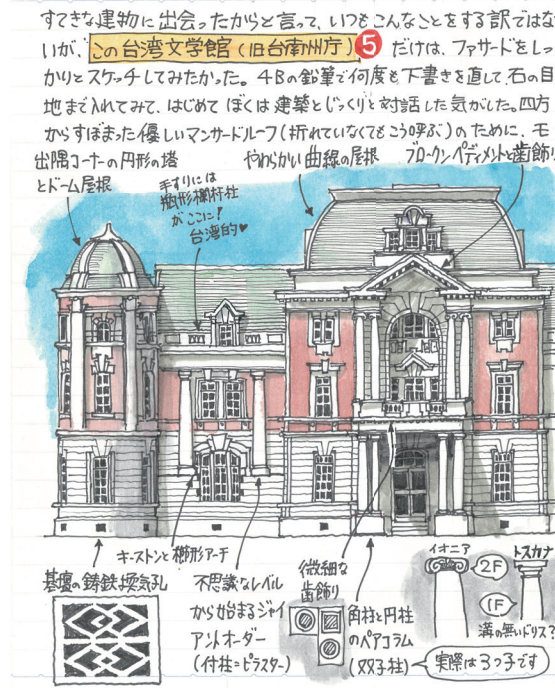 すてきな建物に出会ったからと言って、いつもこんなことをする訳ではな
いが、この台湾文学館(旧台南州庁)5だけは、ファサードをしっ
かりとスケッチしてみたかった。4Bの鉛筆で何度も下書きを直して、石の目
地まで入れてみて、はじめてぼくは建築とじっくりと対話した気がした。四方
からすぼまった優しいマンサードルーフ(折れていなくてもこう呼ぶ)のために、モ
出隅コーナーの円形の塔
とドーム屋根
手すりには
瓶形欄杆柱
がここに!
台湾的♥
やわらかい曲線の屋根
ブロークンペディメントと歯飾り
キーストンと櫛形アーチ
基壇の鋳鉄換気孔
不思議なレベル
から始まるジャイ
アントオーダー
(付柱=ピラスター)
微細な
歯飾り
角柱と円柱
のペアコラム
(双子柱)
実際は3つ子です
イオニア
2F
トスカナ
1F
溝の無いドリス?